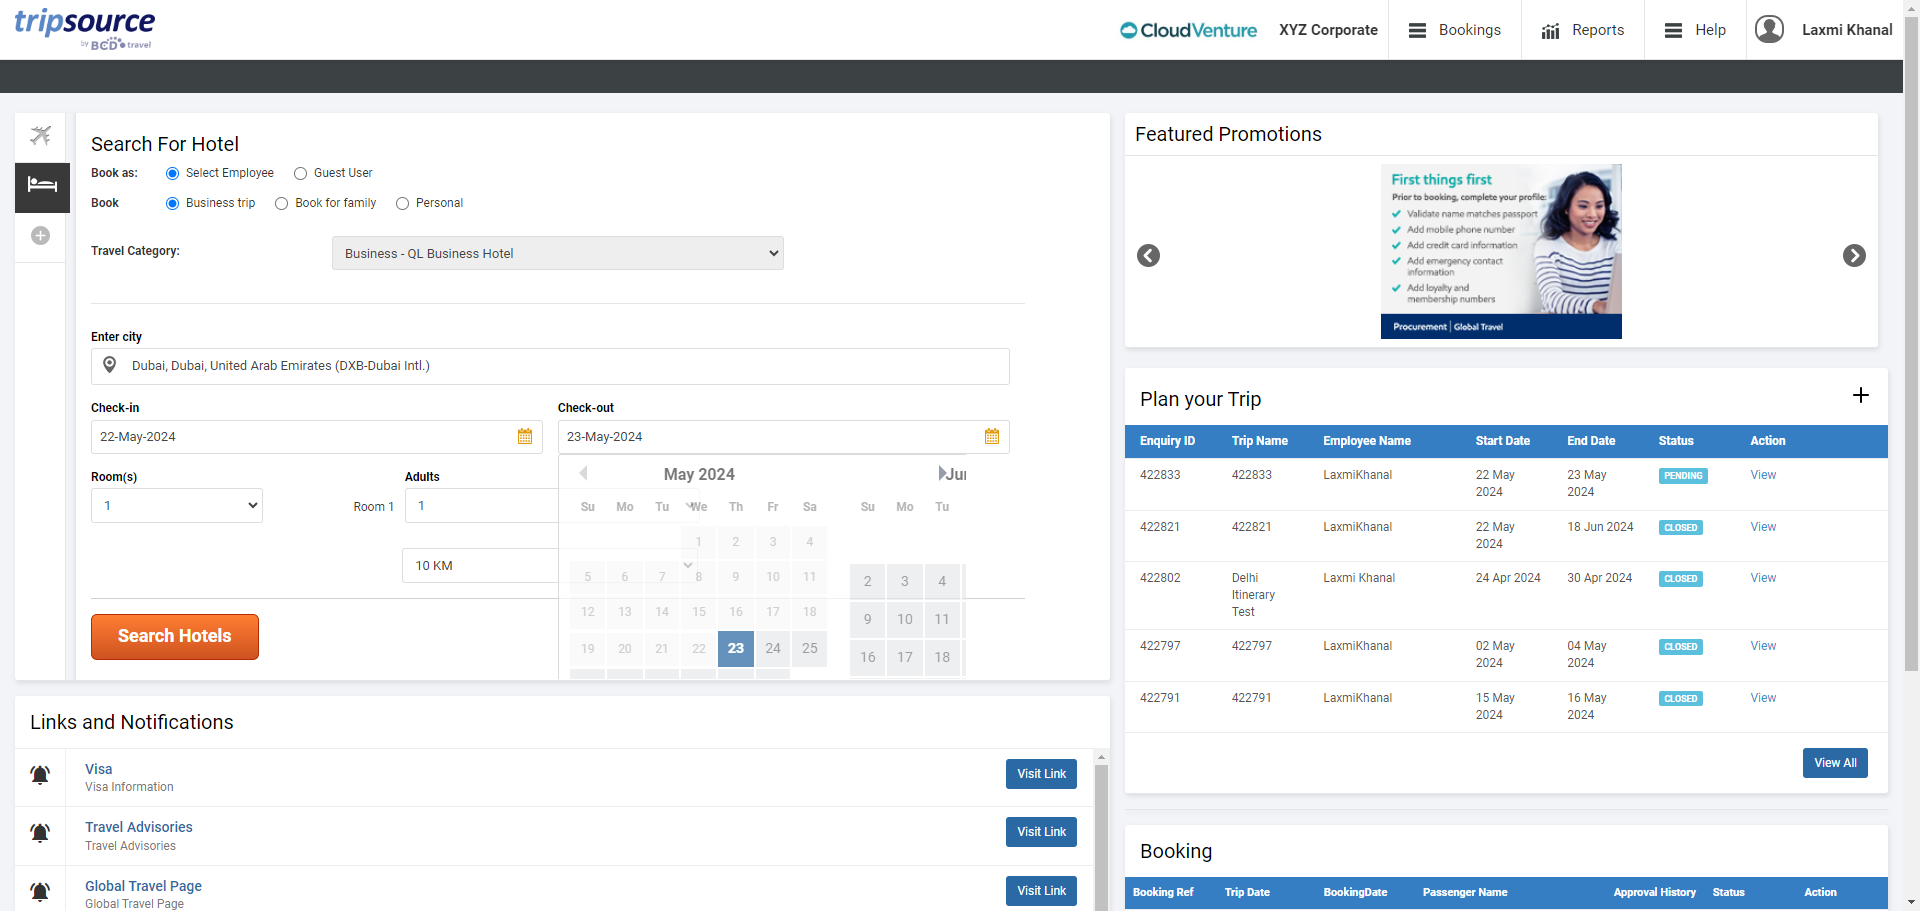 tripsource
by BCD travel
CloudVenture
XYZ Corporate
Bookings
Reports
Help
Laxmi Khanal
Search For Hotel
Book as: Select Employee Guest User
Book Business trip Book for family Personal
Travel Category: Business - QL Business Hotel
Enter city
Dubai, Dubai, United Arab Emirates (DXB-Dubai Intl.)
Check-in Check-out
22-May-2024 23-May-2024
Room(s) Adults
1 Room 1 1
10 KM
May 2024 Jun
Su Mo Tu We Th Fr Sa Su Mo Tu
1 2 3 4
5 6 7 8 9 10 11 2 3 4
12 13 14 15 16 17 18 9 10 11
19 20 21 22 23 24 25 16 17 18
Search Hotels
Links and Notifications
Visa
Visa Information
Visit Link
Travel Advisories
Travel Advisories
Visit Link
Global Travel Page
Global Travel Page
Visit Link
Featured Promotions
First things first
Prior to booking, complete your profile:
Validate name matches passport
Add mobile phone number
Add credit card information
Add emergency contact
information
Add loyalty and
membership numbers
Procurement | Global Travel
Plan your Trip
Enquiry ID Trip Name Employee Name Start Date End Date Status Action
422833 422833 LaxmiKhanal 22 May 2024 23 May 2024 PENDING View
422821 422821 LaxmiKhanal 22 May 2024 18 Jun 2024 CLOSED View
422802 Delhi Itinerary Test Laxmi Khanal 24 Apr 2024 30 Apr 2024 CLOSED View
422797 422797 LaxmiKhanal 02 May 2024 04 May 2024 CLOSED View
422791 422791 LaxmiKhanal 15 May 2024 16 May 2024 CLOSED View
View All
Booking
Booking Ref Trip Date BookingDate Passenger Name Approval History Status Action